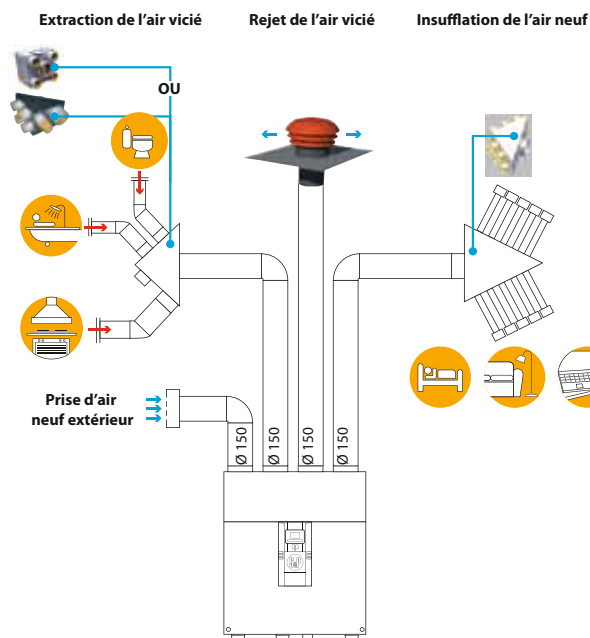 Extraction de l'air vicié
Rejet de l'air vicié
Insufflation de l'air neuf
OU
Prise d'air
neuf extérieur
Ø 150
Ø 150
Ø 150
Ø 150